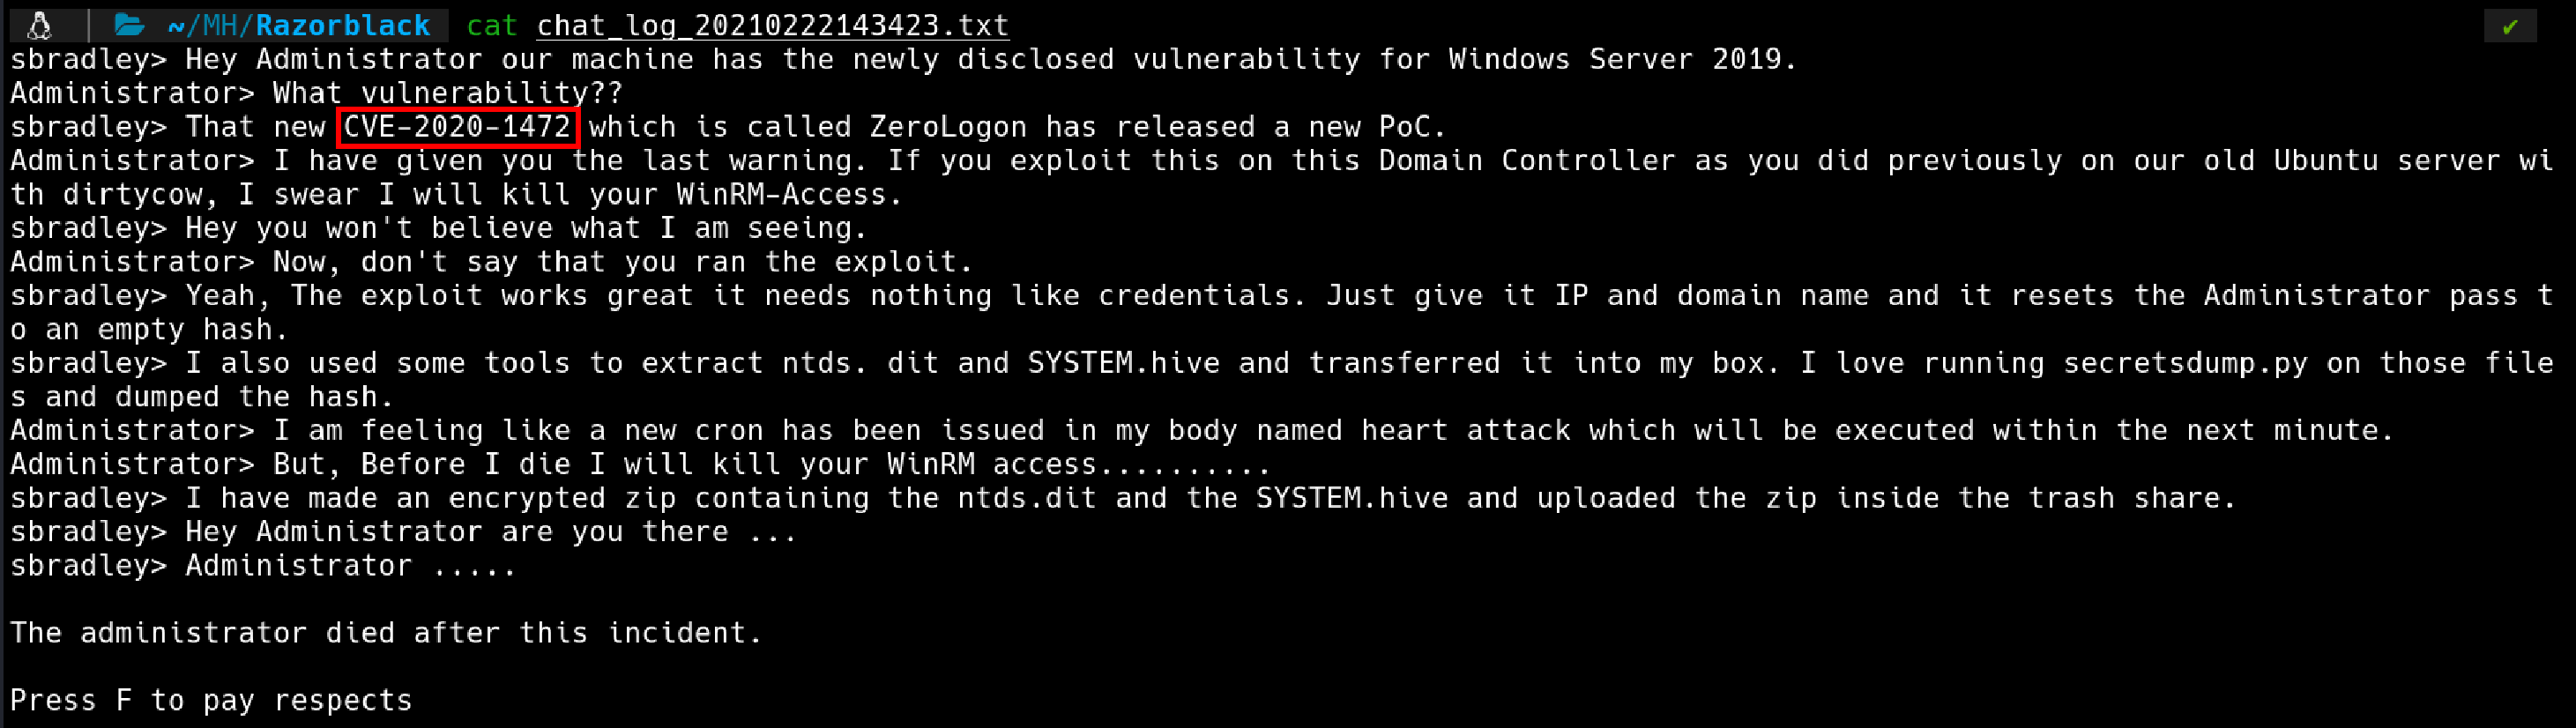 ~/MH/Razorblack cat chat_log_20210222143423.txt ✔
sbradley> Hey Administrator our machine has the newly disclosed vulnerability for Windows Server 2019.
Administrator> What vulnerability??
sbradley> That new CVE-2020-1472 which is called ZeroLogon has released a new PoC.
Administrator> I have given you the last warning. If you exploit this on this Domain Controller as you did previously on our old Ubuntu server wi
th dirtycow, I swear I will kill your WinRM-Access.
sbradley> Hey you won't believe what I am seeing.
Administrator> Now, don't say that you ran the exploit.
sbradley> Yeah, The exploit works great it needs nothing like credentials. Just give it IP and domain name and it resets the Administrator pass t
o an empty hash.
sbradley> I also used some tools to extract ntds. dit and SYSTEM.hive and transferred it into my box. I love running secretsdump.py on those file
s and dumped the hash.
Administrator> I am feeling like a new cron has been issued in my body named heart attack which will be executed within the next minute.
Administrator> But, Before I die I will kill your WinRM access..........
sbradley> I have made an encrypted zip containing the ntds.dit and the SYSTEM.hive and uploaded the zip inside the trash share.
sbradley> Hey Administrator are you there ...
sbradley> Administrator .....
The administrator died after this incident.
Press F to pay respects